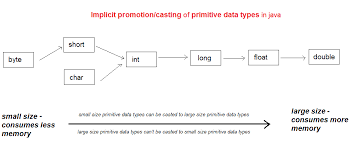 Implicit promotion/casting of primitive data types in java
byte
short
char
int
long
float
double
small size -
consumes less
memory
small size primitive data types can be casted to large size primitive data types
large size primitive data types can't be casted to small size primitive data types
large size -
consumes more
memory